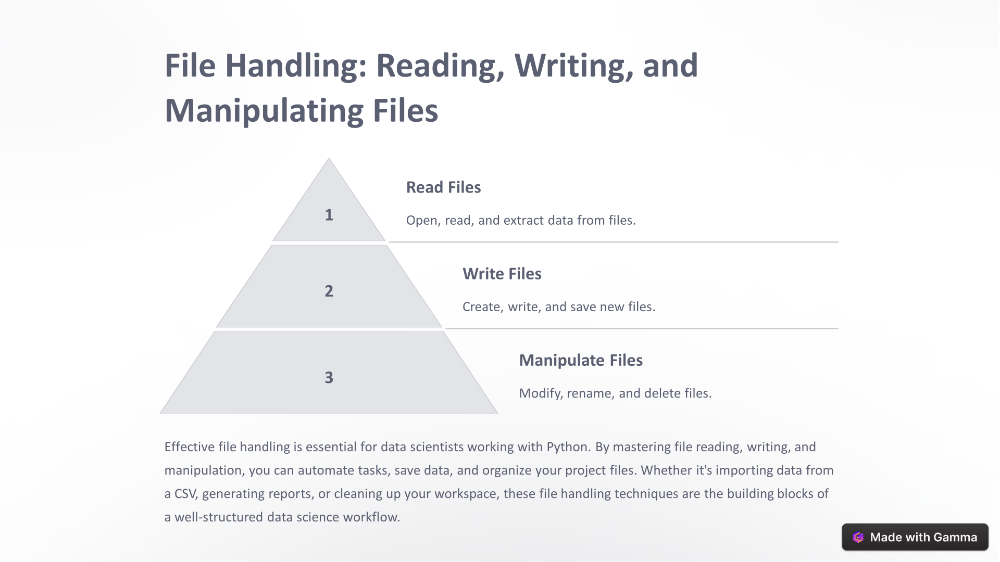 File Handling: Reading, Writing, and
Manipulating Files
1
Read Files
Open, read, and extract data from files.
2
Write Files
Create, write, and save new files.
3
Manipulate Files
Modify, rename, and delete files.
Effective file handling is essential for data scientists working with Python. By mastering file reading, writing, and
manipulation, you can automate tasks, save data, and organize your project files. Whether it's importing data from
a CSV, generating reports, or cleaning up your workspace, these file handling techniques are the building blocks of
a well-structured data science workflow.
Made with Gamma